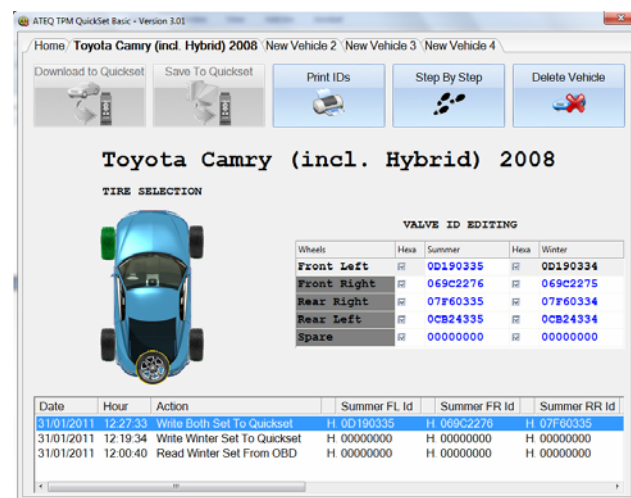 ATEQ TPM QuickSet Basic - Version 3.01
Home Toyota Camry (incl. Hybrid) 2008 New Vehicle 2 New Vehicle 3 New Vehicle 4
Download to Quickset Save To Quickset Print IDs Step By Step Delete Vehicle
Toyota Camry (incl. Hybrid) 2008
TIRE SELECTION
VALVE ID EDITING
Wheels Hexa Summer Hexa Winter
Front Left 0D190335 0D190334
Front Right 069C2276 069C2275
Rear Right 07F60335 07F60334
Rear Left 0CB24335 0CB24334
Spare 00000000 00000000
Date Hour Action Summer FL Id Summer FR Id Summer RR Id
31/01/2011 12:27:33 Write Both Set To Quickset H. 0D190335 H. 069C2276 H. 07F60335
31/01/2011 12:19:34 Write Winter Set To Quickset H. 00000000 H. 00000000 H. 00000000
31/01/2011 12:00:40 Read Winter Set From OBD H. 00000000 H. 00000000 H. 00000000